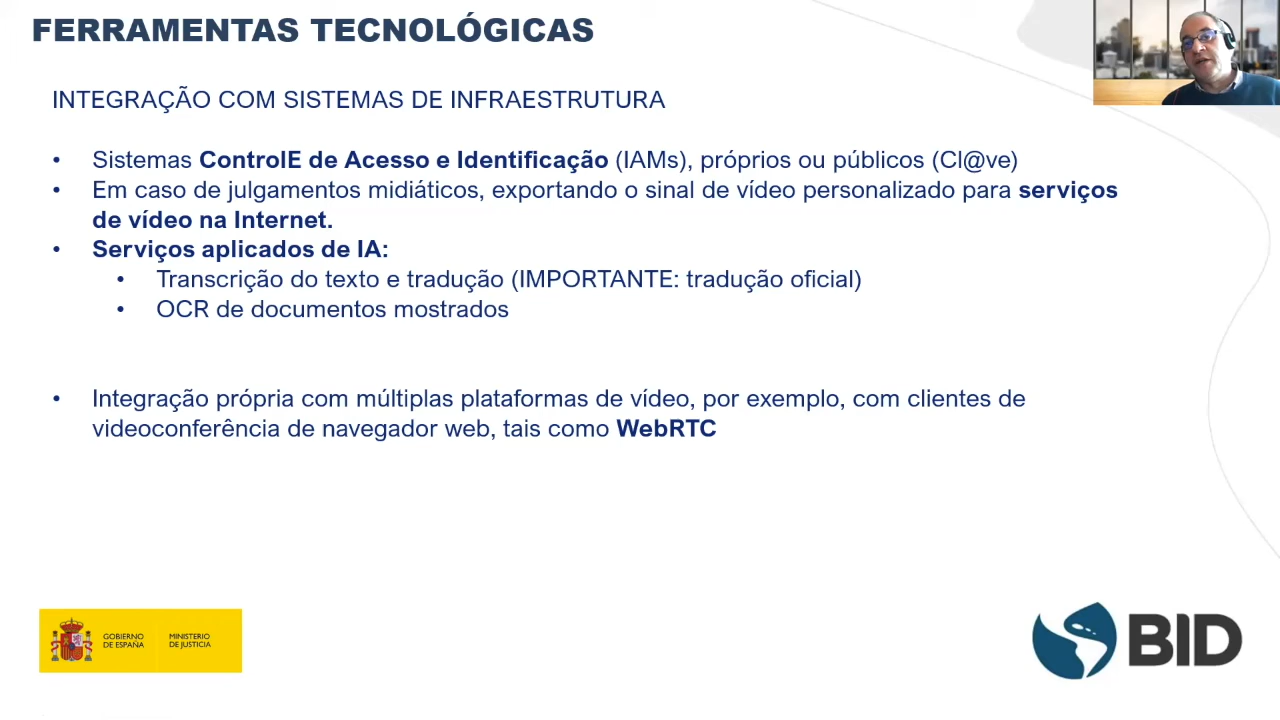 FERRAMENTAS TECNOLÓGICAS
INTEGRAÇÃO COM SISTEMAS DE INFRAESTRUTURA
• Sistemas ControlE de Acesso e Identificação (IAMs), próprios ou públicos (Cl@ve)
• Em caso de julgamentos midiáticos, exportando o sinal de vídeo personalizado para serviços
de vídeo na Internet.
• Serviços aplicados de IA:
• Transcrição do texto e tradução (IMPORTANTE: tradução oficial)
• OCR de documentos mostrados
• Integração própria com múltiplas plataformas de vídeo, por exemplo, com clientes de
videoconferência de navegador web, tais como WebRTC
GOBIERNO
DE ESPAÑA
MINISTERIO
DE JUSTICIA
BID